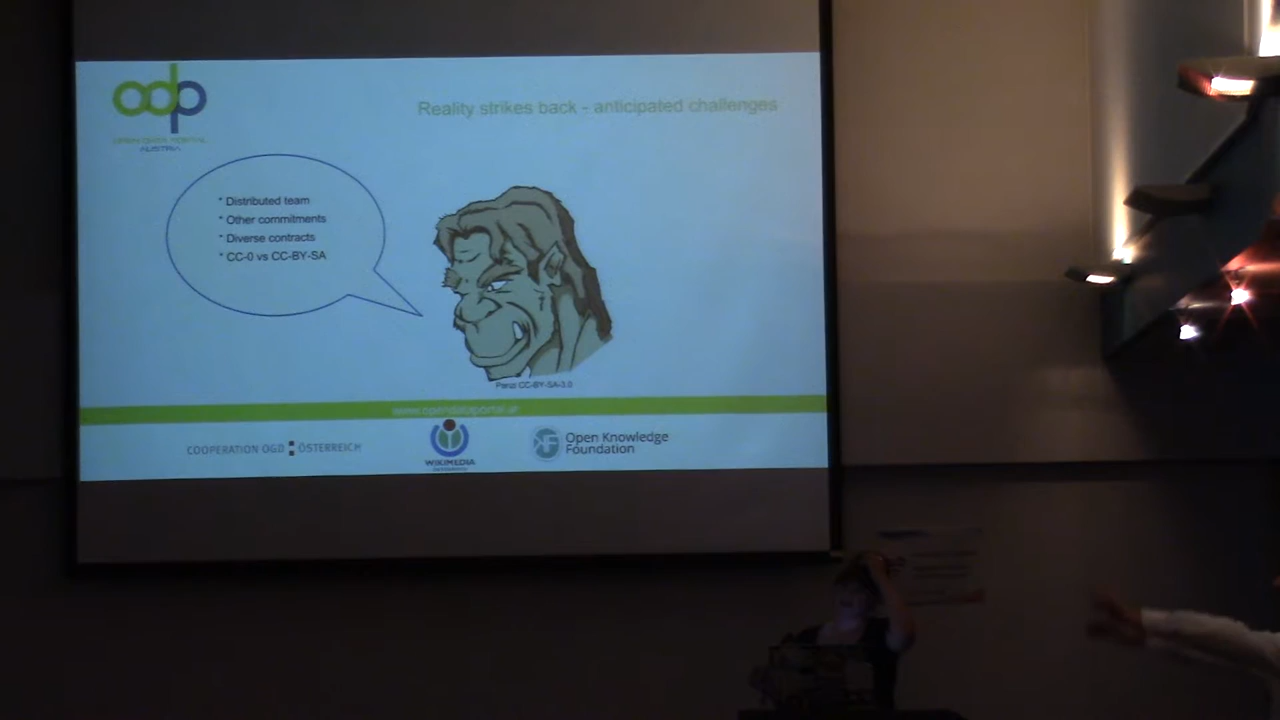 odp
OPEN DATA PORTAL
AUSTRIA
Reality strikes back - anticipated challenges
* Distributed team
* Other commitments
* Diverse contracts
* CC-0 vs CC-BY-SA
CC-BY-SA-3.0
www.opendataportal.at
COOPERATION OGD ÖSTERREICH
WIKIMEDIA
KF
Open Knowledge
Foundation